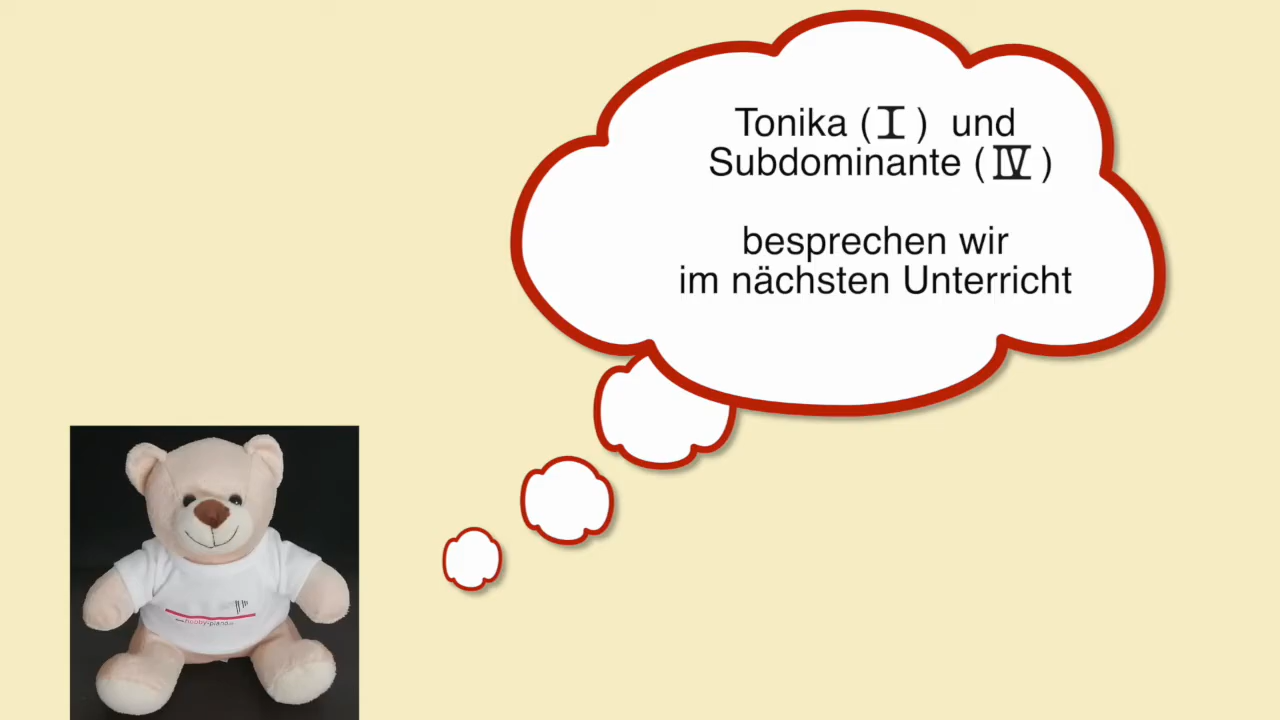 Tonika (I) und
Subdominante (IV)
besprechen wir
im nächsten Unterricht